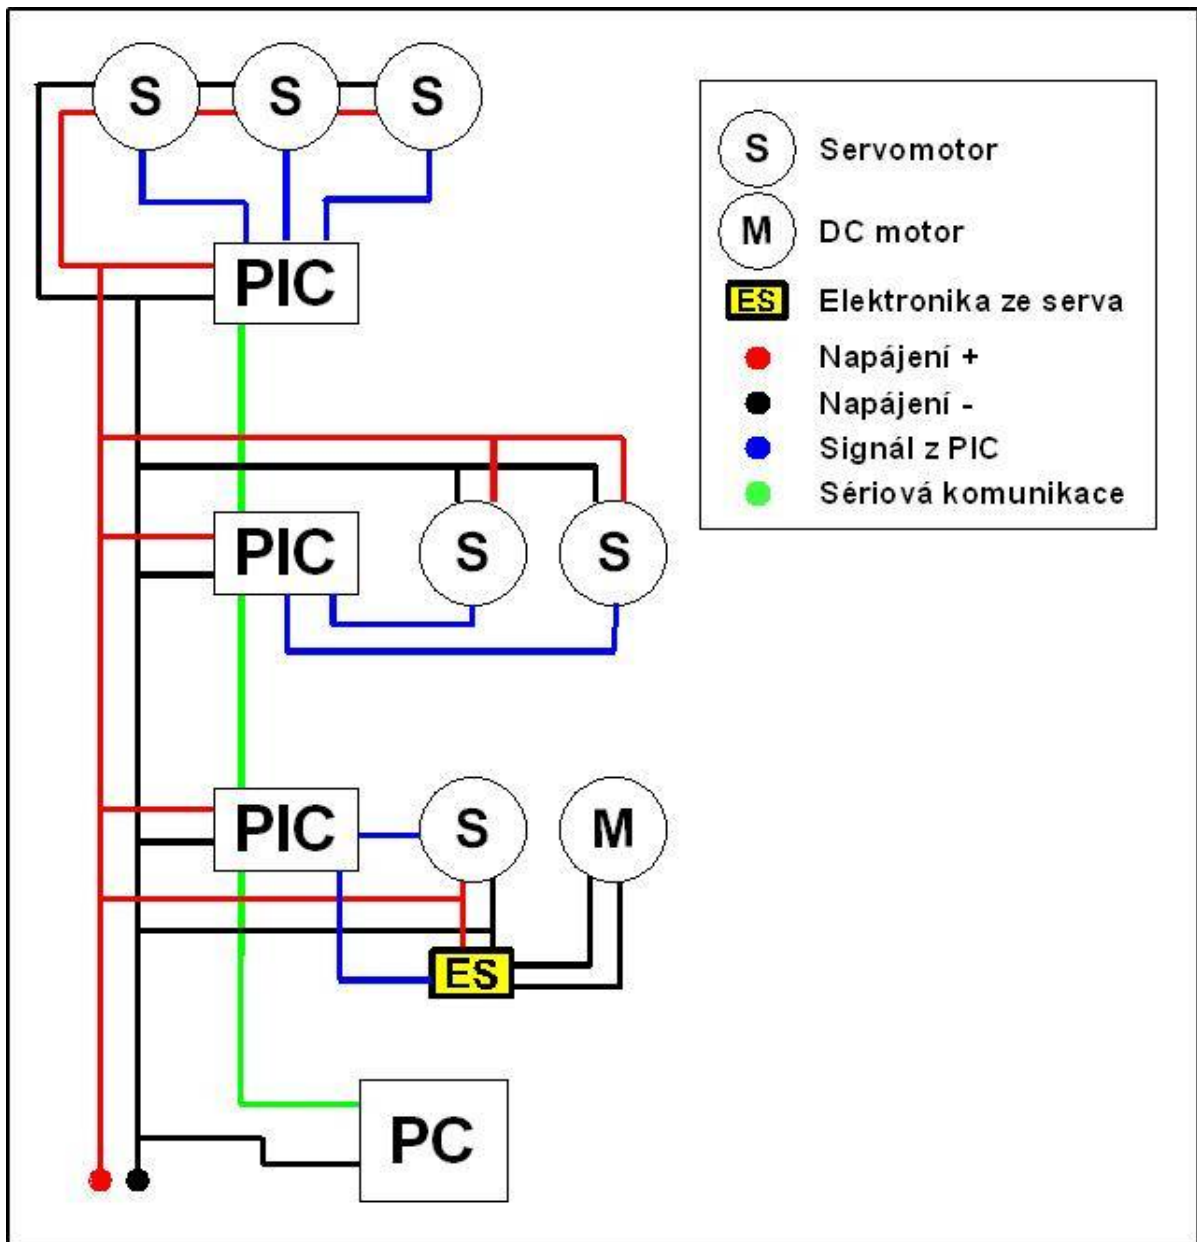 S S S
PIC
PIC
S S
PIC
S M
ES
PC
S Servomotor
M DC motor
ES Elektronika ze serva
Napájení +
Napájení -
Signál z PIC
Sériová komunikace